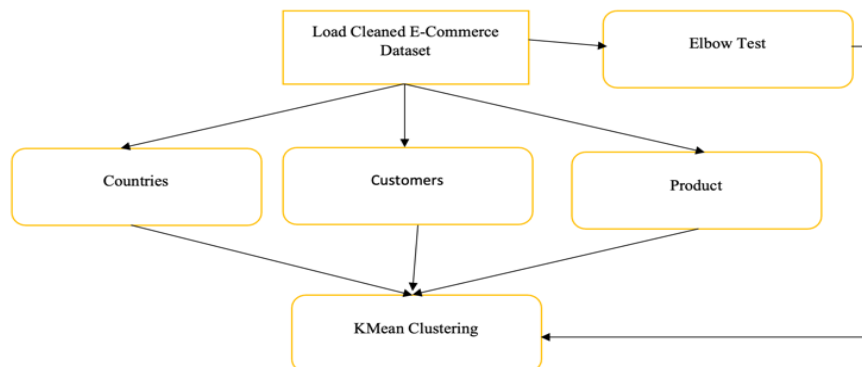 Load Cleaned E-Commerce
Dataset
Elbow Test
Countries
Customers
Product
KMean Clustering